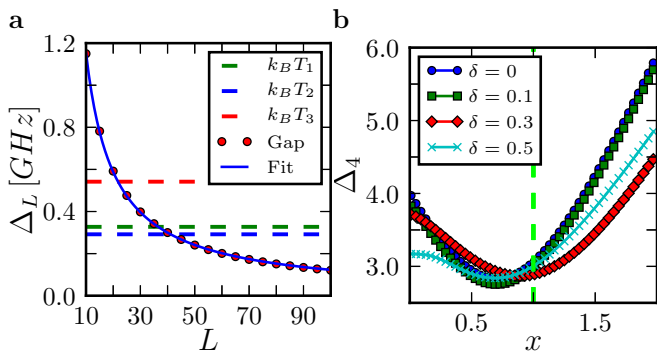 a
b
1.2
0.8
0.4
0.0
Δ_L [GHz]
10
30
50
70
90
L
k_BT_1
k_BT_2
k_BT_3
Gap
Fit
6.0
5.0
4.0
3.0
Δ_4
0.5
1.0
1.5
x
δ = 0
δ = 0.1
δ = 0.3
δ = 0.5